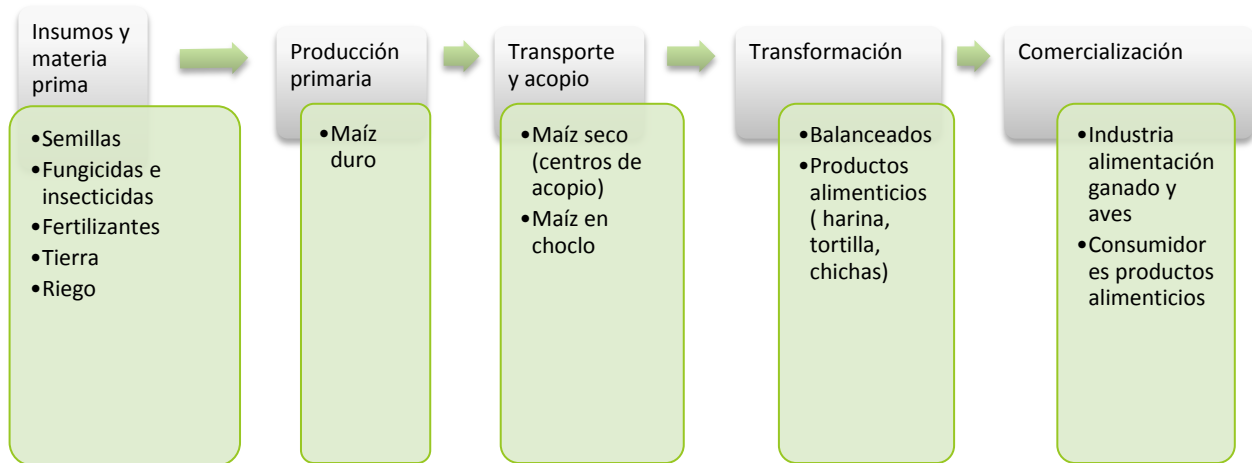 Insumos y
materia
prima
•Semillas
•Fungicidas e
insecticidas
•Fertilizantes
•Tierra
•Riego
Producción
primaria
•Maíz
duro
Transporte
y acopio
•Maíz seco
(centros de
acopio)
•Maíz en
choclo
Transformación
•Balanceados
•Productos
alimenticios
( harina,
tortilla,
chichas)
Comercialización
•Industria
alimentación
ganado y
aves
•Consumidor
es productos
alimenticios